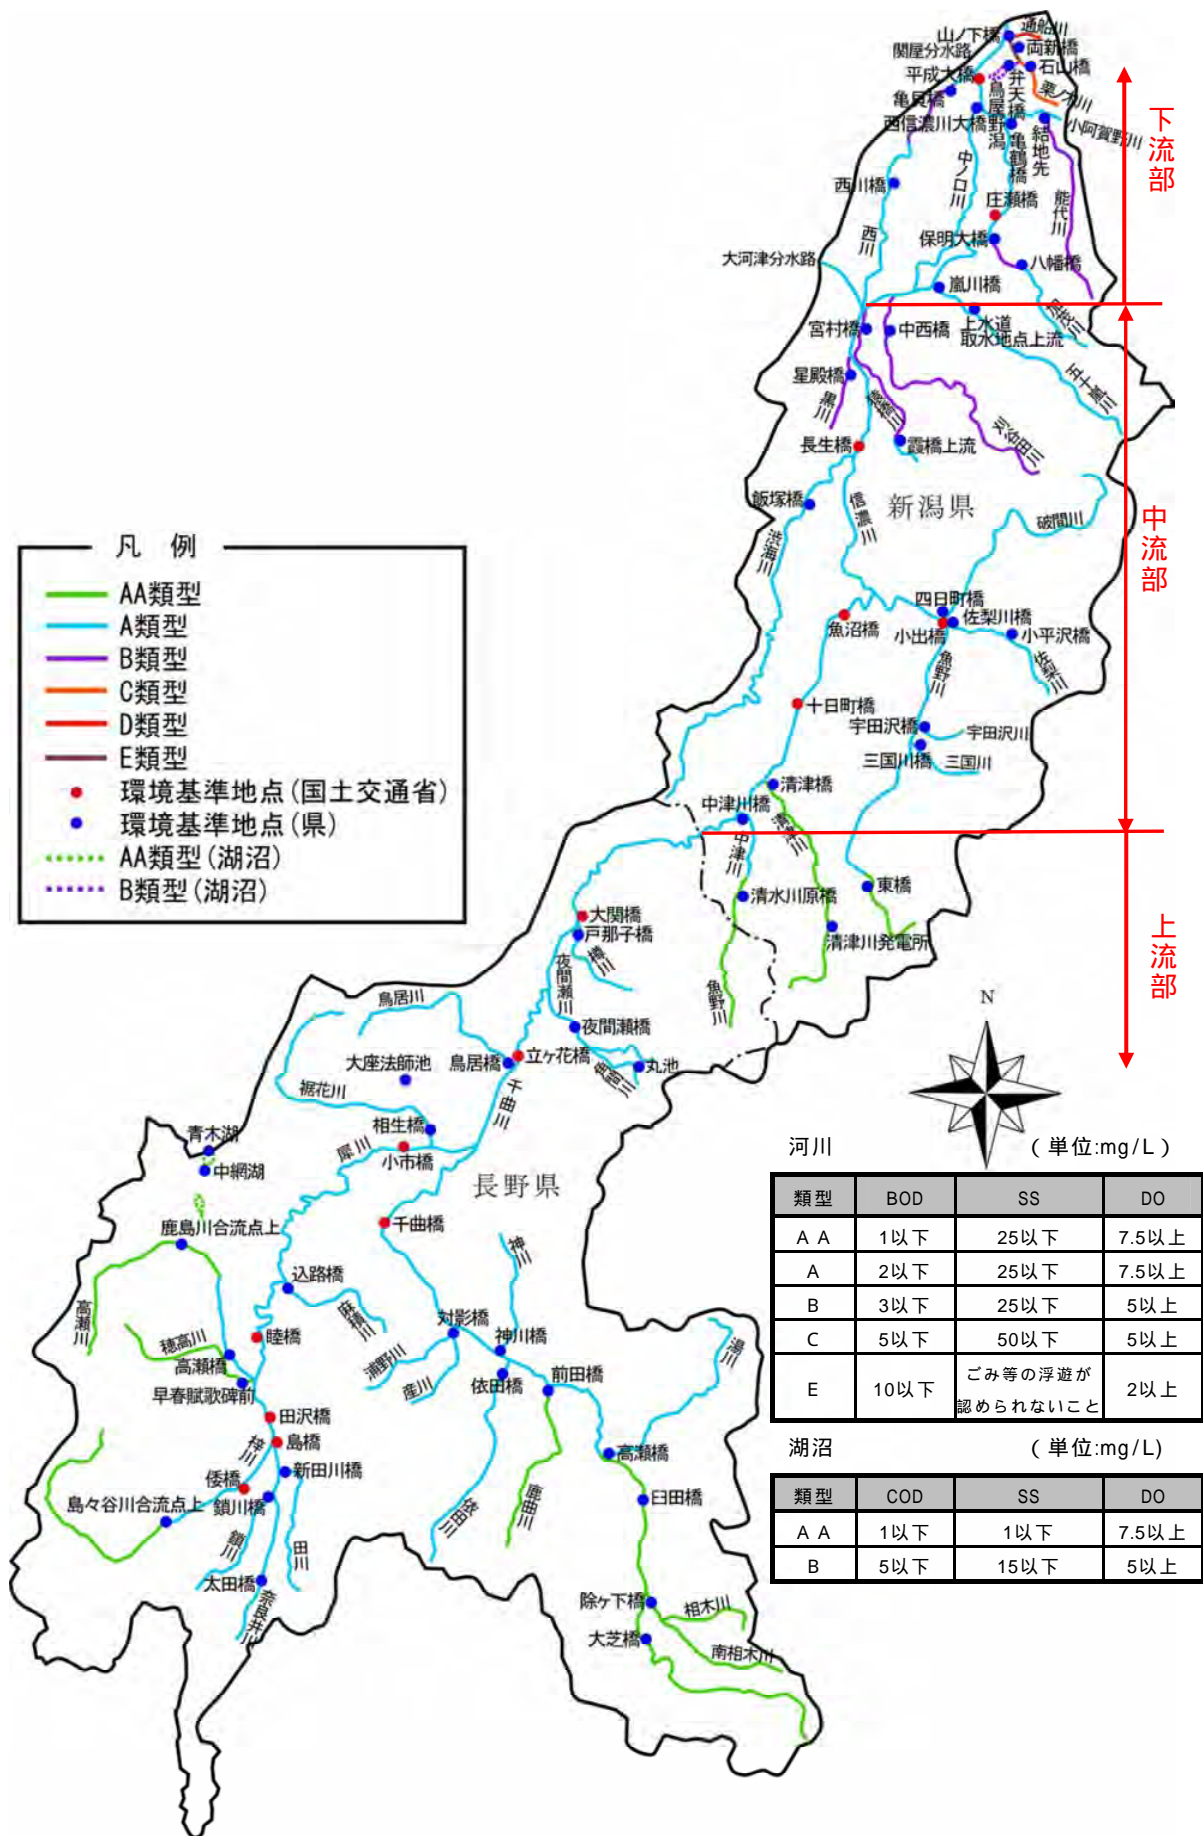 通船川
山ノ下橋
両新橋
関屋分水路
石山橋
平成大橋
弁天橋
鳥屋野潟
栗ノ木川
亀貝橋
西信濃川大橋
亀鶴橋
結地先
小阿賀野川
下流部
中ノ口川
西川橋
庄瀬橋
能代川
西川
保明大橋
大河津分水路
八幡橋
嵐川橋
宮村橋
中西橋
上水道
取水地点上流
五十嵐川
星殿橋
黒川
猿橋川
刈谷田川
長生橋
霞橋上流
飯塚橋
信濃川
新潟県
破間川
中流部
渋海川
四日町橋
佐梨川橋
魚沼橋
小出橋
小平沢橋
魚野川
佐梨川
十日町橋
宇田沢橋
宇田沢川
三国川橋
三国川
清津橋
中津川橋
清津川
中津川
東橋
清水川原橋
大関橋
戸那子橋
清津川発電所
上流部
樽川
夜間瀬川
魚野川
鳥居川
夜間瀬橋
大座法師池
鳥居橋
立ヶ花橋
角間川
丸池
裾花川
千曲川
相生橋
青木湖
犀川
小市橋
中網湖
長野県
鹿島川合流点上
千曲橋
神川
込路橋
高瀬川
麻績川
穂高川
睦橋
対影橋
神川橋
湯川
高瀬橋
浦野川
前田橋
早春賦歌碑前
産川
依田橋
田沢橋
梓川
島橋
高瀬橋
新田川橋
倭橋
島々谷川合流点上
鎖川橋
依田川
鹿曲川
臼田橋
鎖川
田川
太田橋
奈良井川
除ヶ下橋
相木川
大芝橋
南相木川
凡 例
AA類型
A類型
B類型
C類型
D類型
E類型
環境基準地点(国土交通省)
環境基準地点(県)
AA類型(湖沼)
B類型(湖沼)
N
河川 (単位:mg/L)
類型 BOD SS DO
AA 1以下 25以下 7.5以上
A 2以下 25以下 7.5以上
B 3以下 25以下 5以上
C 5以下 50以下 5以上
E 10以下 ごみ等の浮遊が認められないこと 2以上
湖沼 (単位:mg/L)
類型 COD SS DO
AA 1以下 1以下 7.5以上
B 5以下 15以下 5以上